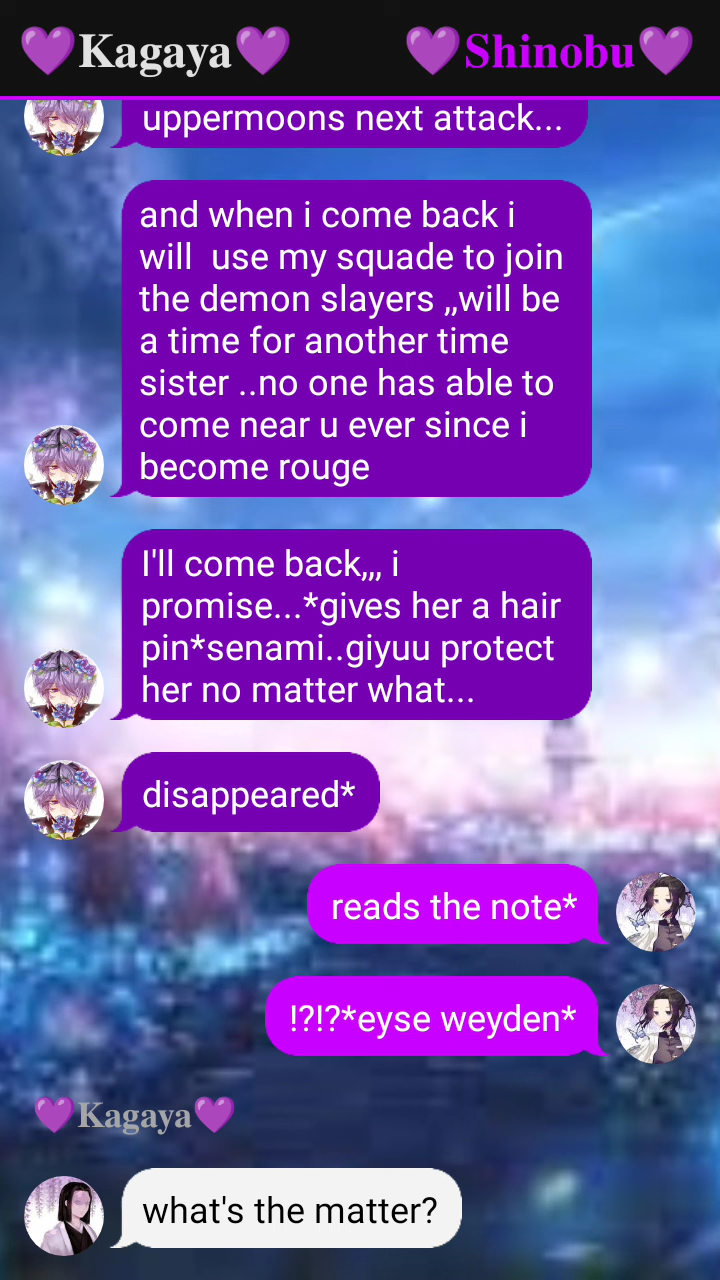 💜Kagaya💜 💜Shinobu💜
uppermoons next attack...
and when i come back i
will  use my squade to join
the demon slayers ,,will be
a time for another time
sister ..no one has able to
come near u ever since i
become rouge
I'll come back,,, i
promise...*gives her a hair
pin*senami..giyuu protect
her no matter what...
disappeared*
reads the note*
!?!?*eyse weyden*
💜Kagaya💜
what's the matter?